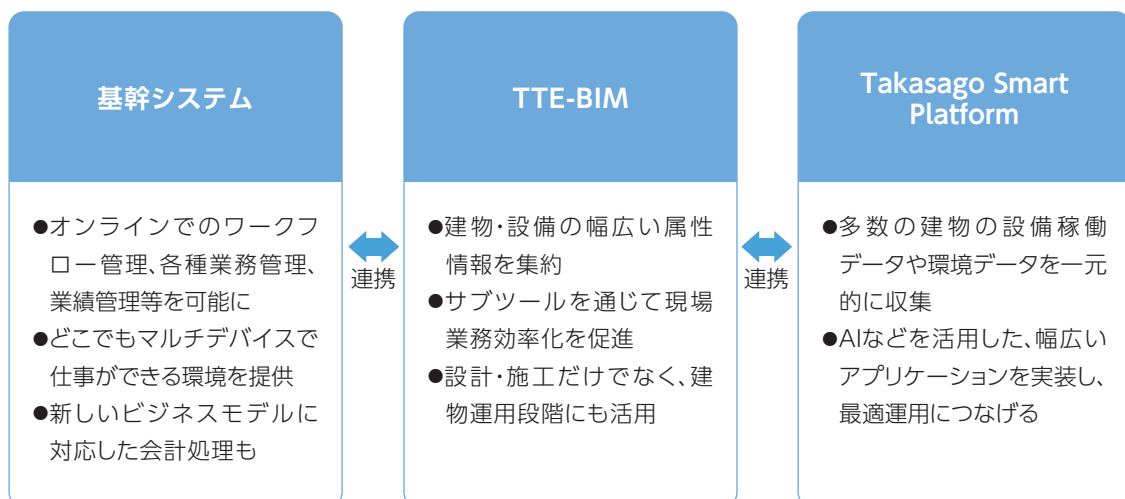 基幹システム
●オンラインでのワークフ
ロー管理、各種業務管理、
業績管理等を可能に
●どこでもマルチデバイスで
仕事ができる環境を提供
●新しいビジネスモデルに
対応した会計処理も
連携
TTE-BIM
●建物・設備の幅広い属性
情報を集約
●サブツールを通じて現場
業務効率化を促進
●設計・施工だけでなく、建
物運用段階にも活用
連携
Takasago Smart
Platform
●多数の建物の設備稼働
データや環境データを一元
的に収集
●AIなどを活用した、幅広い
アプリケーションを実装し、
最適運用につなげる